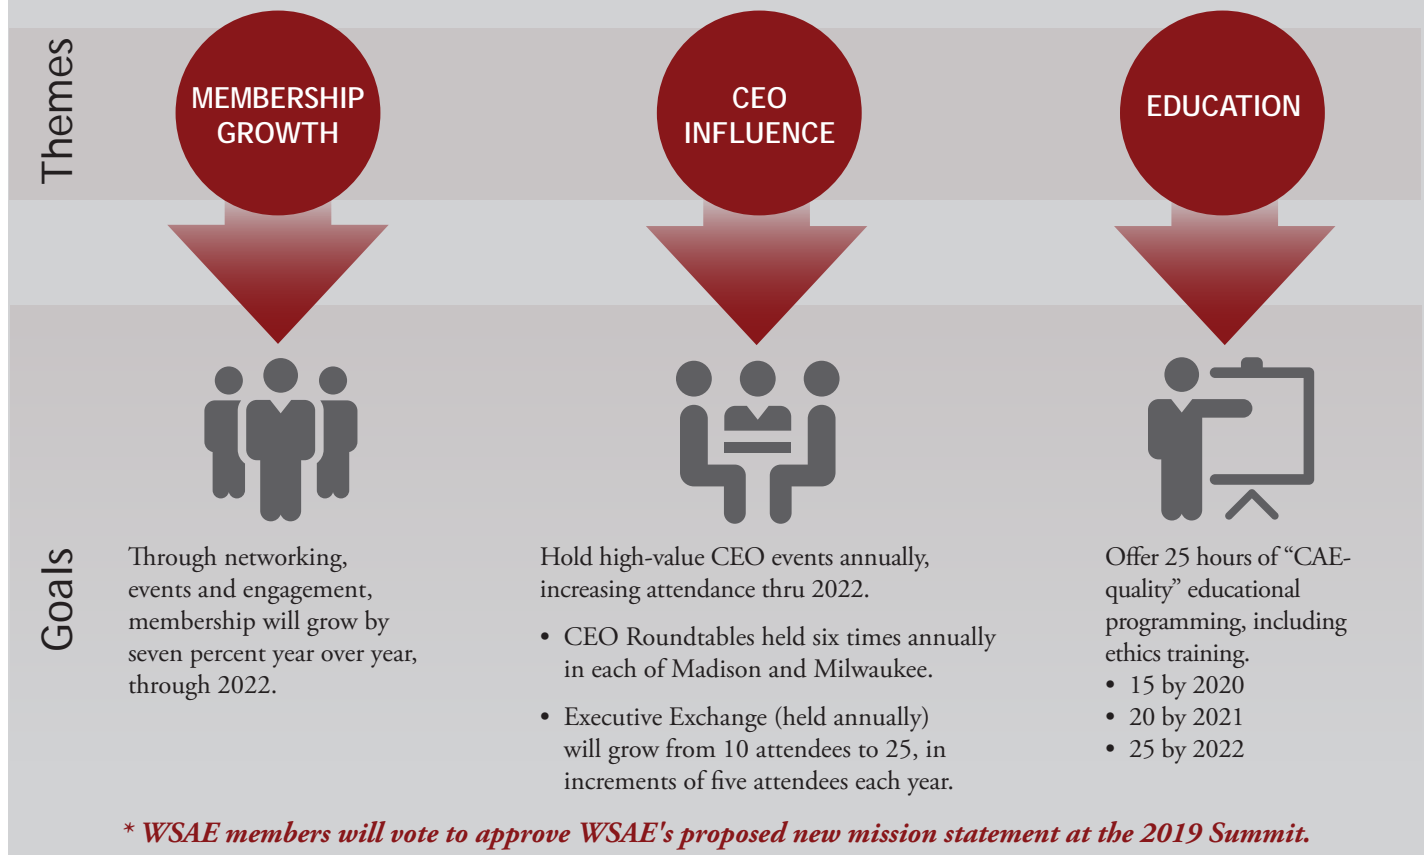 Themes
MEMBERSHIP
GROWTH
CEO
INFLUENCE
EDUCATION
Goals
Through networking,
events and engagement,
membership will grow by
seven percent year over year,
through 2022.
Hold high-value CEO events annually,
increasing attendance thru 2022.
• CEO Roundtables held six times annually
in each of Madison and Milwaukee.
• Executive Exchange (held annually)
will grow from 10 attendees to 25, in
increments of five attendees each year.
Offer 25 hours of “CAE-
quality” educational
programming, including
ethics training.
• 15 by 2020
• 20 by 2021
• 25 by 2022
* WSAE members will vote to approve WSAE's proposed new mission statement at the 2019 Summit.